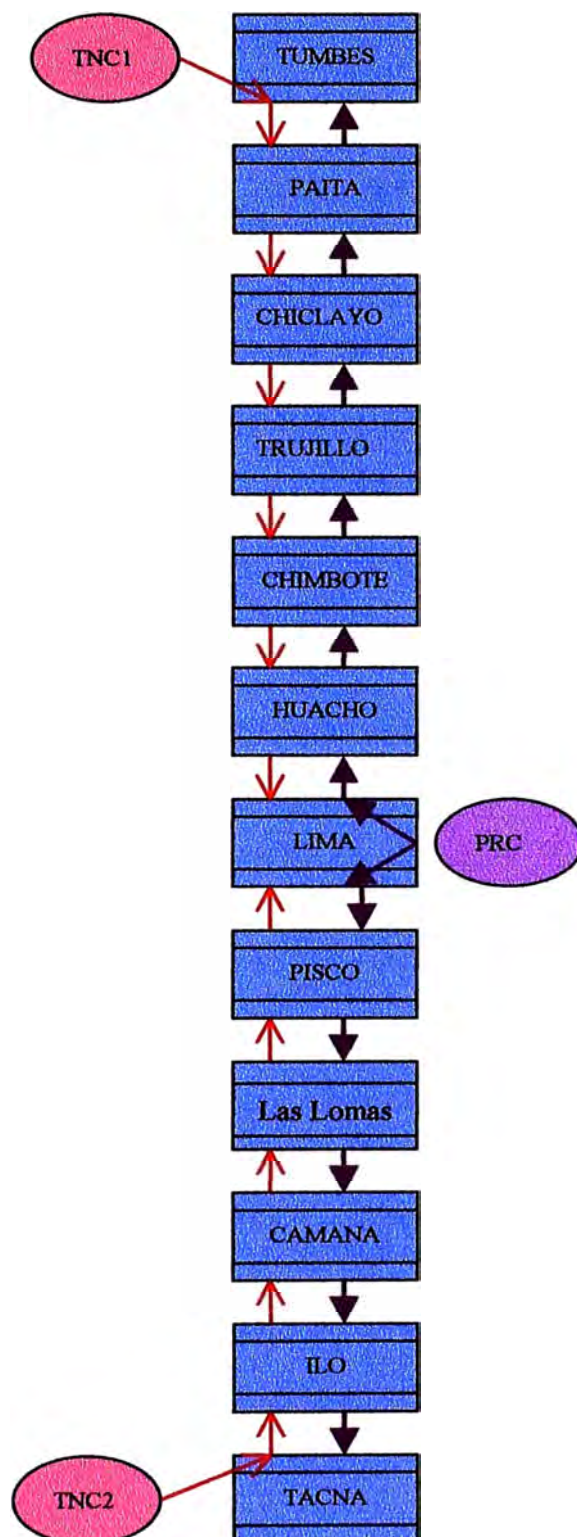 TNC1
TUMBES
PAITA
CHICLAYO
TRUJILLO
CHIMBOTE
HUACHO
LIMA
PRC
PISCO
Las Lomas
CAMANA
ILO
TNC2
TACNA